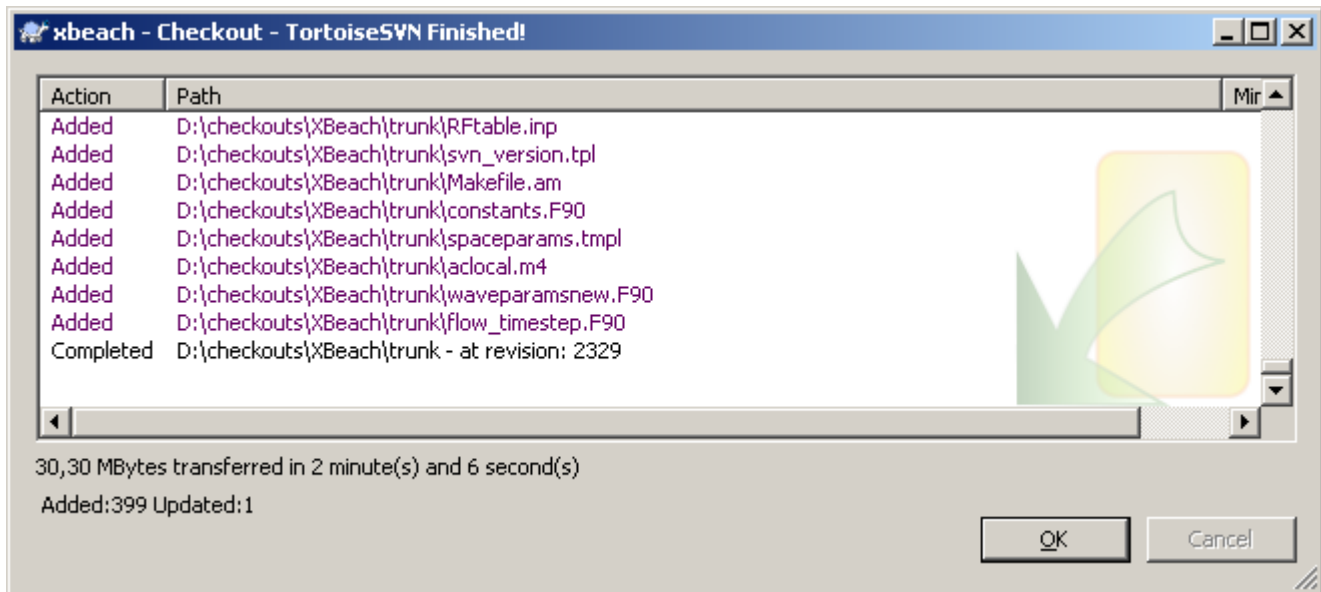 xbeach - Checkout - TortoiseSVN Finished!
Action Path Mir
Added D:\checkouts\XBeach\trunk\RFtable.inp
Added D:\checkouts\XBeach\trunk\svn_version.tpl
Added D:\checkouts\XBeach\trunk\Makefile.am
Added D:\checkouts\XBeach\trunk\constants.F90
Added D:\checkouts\XBeach\trunk\spaceparams.tmpl
Added D:\checkouts\XBeach\trunk\aclocal.m4
Added D:\checkouts\XBeach\trunk\waveparamsnew.F90
Added D:\checkouts\XBeach\trunk\flow_timestep.F90
Completed D:\checkouts\XBeach\trunk - at revision: 2329
30,30 MBytes transferred in 2 minute(s) and 6 second(s)
Added:399 Updated:1
OK Cancel